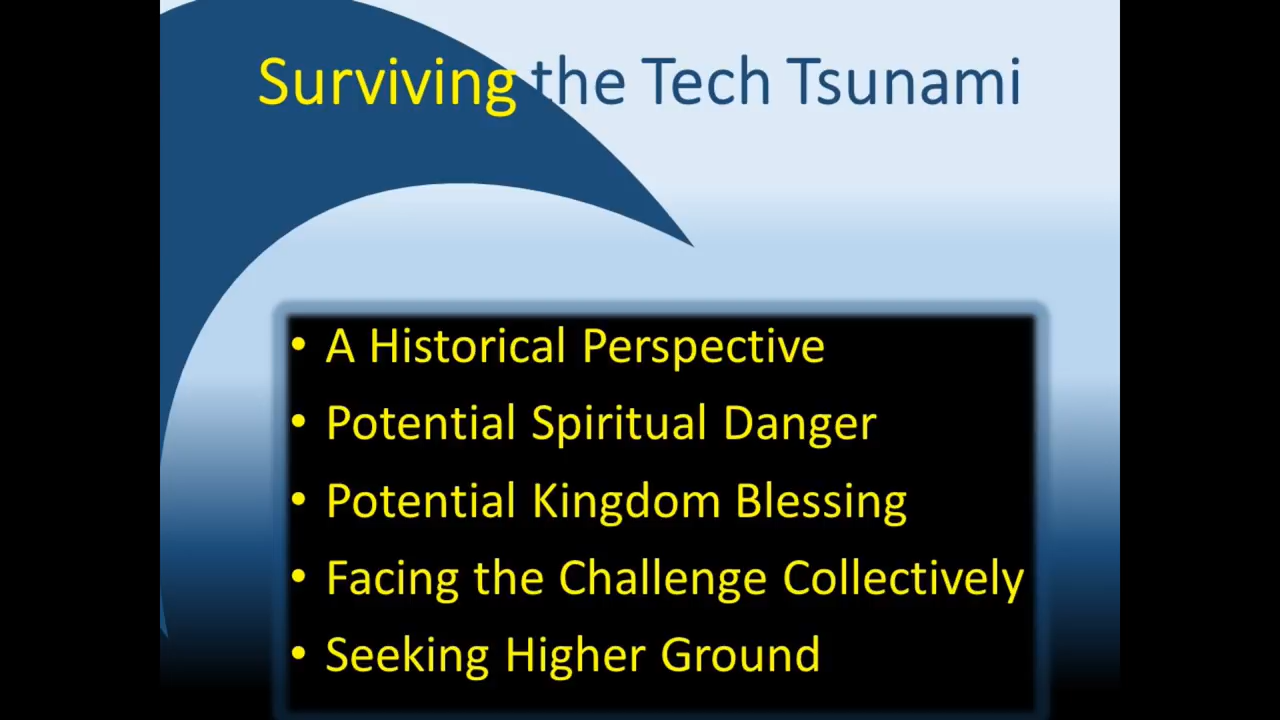 Surviving the Tech Tsunami
• A Historical Perspective
• Potential Spiritual Danger
• Potential Kingdom Blessing
• Facing the Challenge Collectively
• Seeking Higher Ground